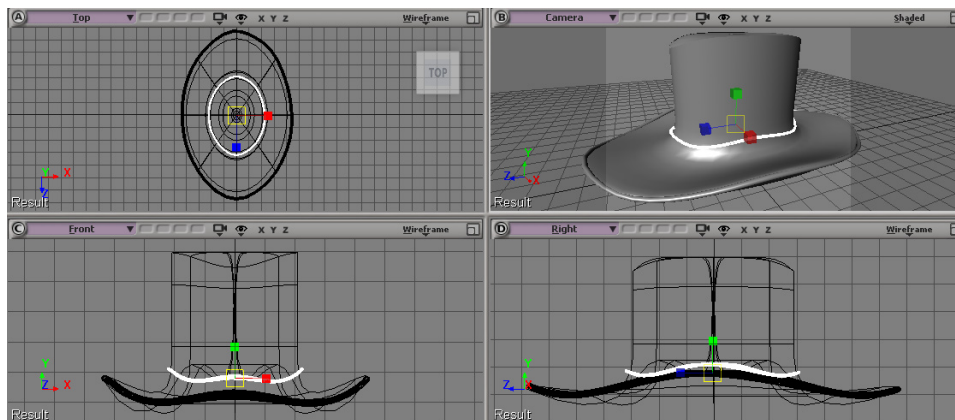 A Top X Y Z Wireframe
TOP
Y X
Z
Result
B Camera X Y Z Shaded
Y
Z X
Result
C Front X Y Z Wireframe
Y
Z X
Result
D Right X Y Z Wireframe
Y
Z X
Result